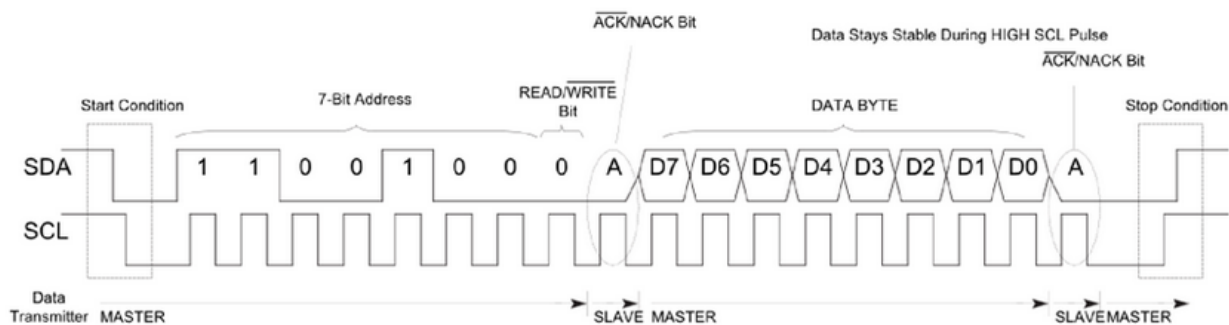 ACK/NACK Bit
Data Stays Stable During HIGH SCL Pulse
ACK/NACK Bit
Start Condition
7-Bit Address
READ/WRITE
Bit
DATA BYTE
Stop Condition
SDA 1 1 0 0 1 0 0 0 A D7 D6 D5 D4 D3 D2 D1 D0 A
SCL
Data
Transmitter MASTER SLAVE MASTER SLAVE MASTER